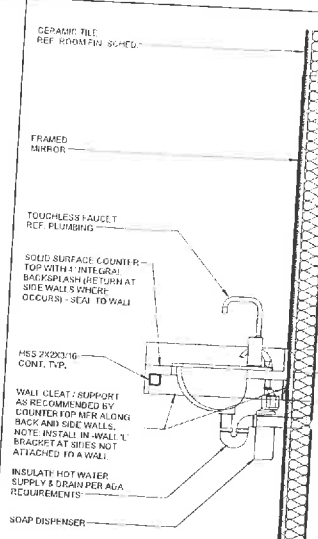 CERAMIC TILE
REF. ROOM FIN. SCHED.
FRAMED
MIRROR
TOUCHLESS FAUCET
REF. PLUMBING
SOLID SURFACE COUNTER
TOP WITH 4" INTEGRAL
BACKSPLASH (RETURN AT
SIDE WALLS WHERE
OCCURS) - SEAL TO WALL
HSS 2X2X3/16
CONT. TYP.
WALL CLEAT / SUPPORT
AS RECOMMENDED BY
COUNTERTOP MFR ALONG
BACK AND SIDE WALLS.
NOTE: INSTALL IN-WALL 'L'
BRACKET AT SIDES NOT
ATTACHED TO A WALL
INSULATE HOT WATER
SUPPLY & DRAIN PER ADA
REQUIREMENTS
SOAP DISPENSER